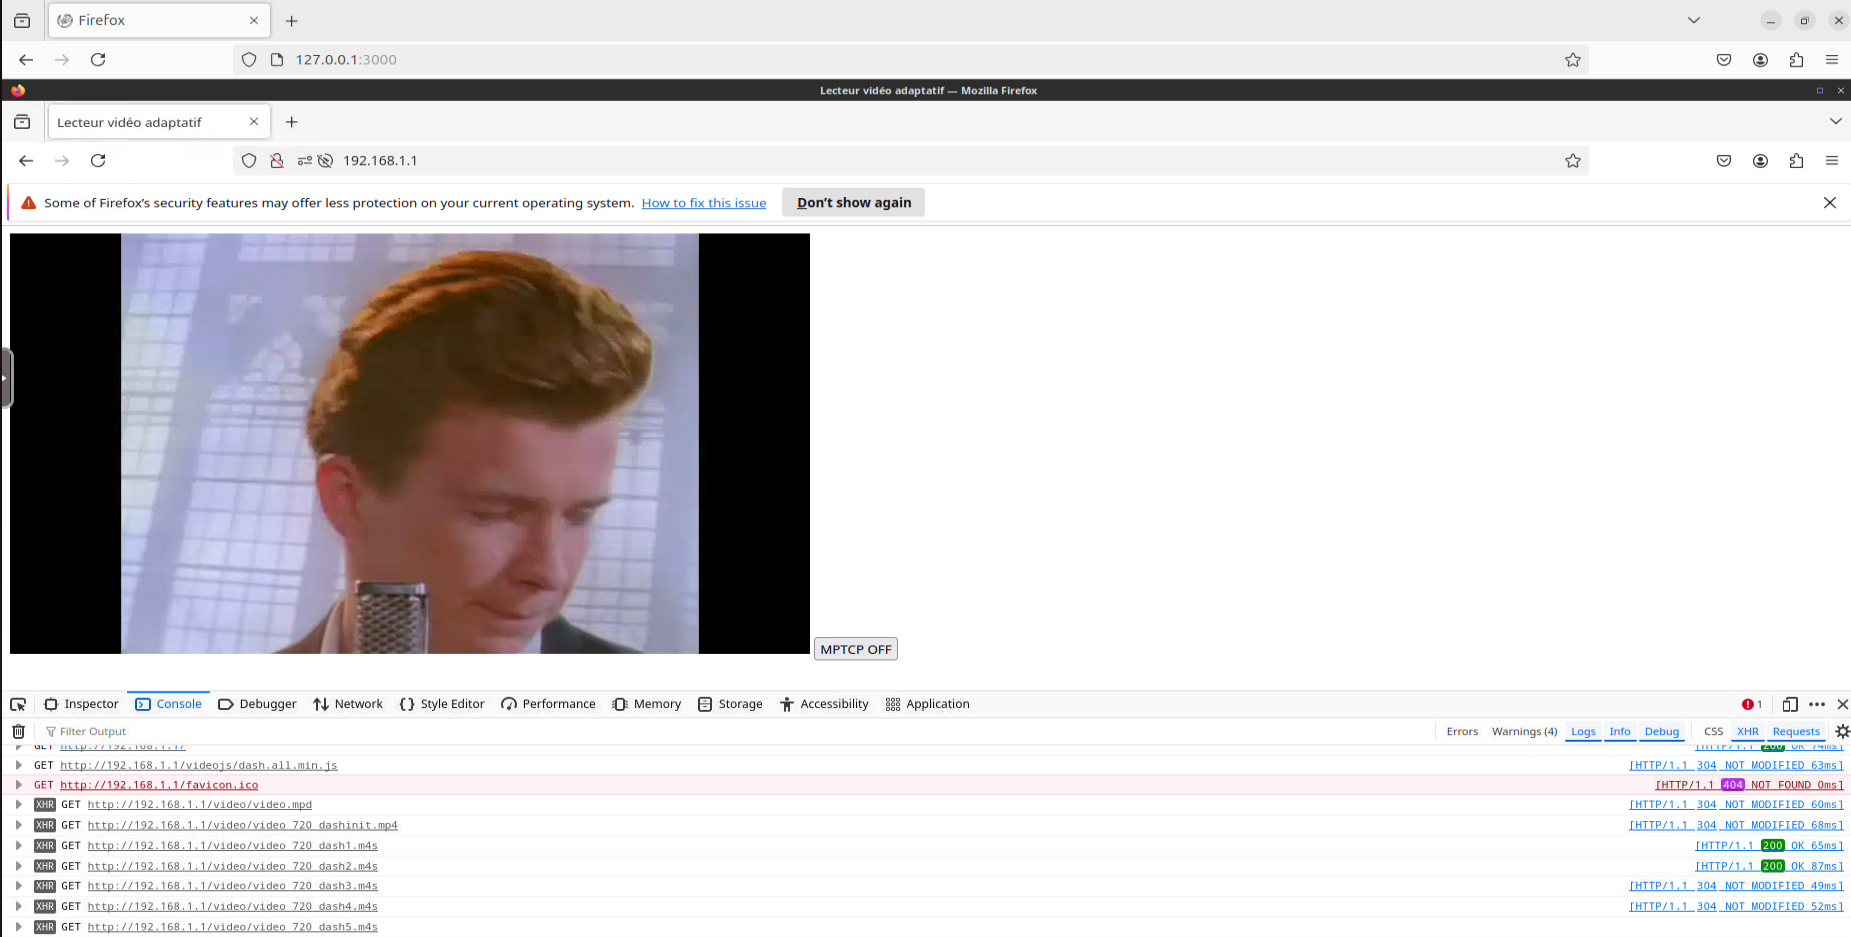 Firefox
127.0.0.1:3000
Lecteur vidéo adaptatif — Mozilla Firefox
Lecteur vidéo adaptatif
192.168.1.1
Some of Firefox's security features may offer less protection on your current operating system. How to fix this issue Don't show again
MPTCP OFF
Inspector Console Debugger Network Style Editor Performance Memory Storage Accessibility Application 1
Filter Output Errors Warnings (4) Logs Info Debug CSS XHR Requests
GET http://192.168.1.1/ [HTTP/1.1 200 OK 74ms]
GET http://192.168.1.1/videojs/dash.all.min.js [HTTP/1.1 304 NOT MODIFIED 63ms]
GET http://192.168.1.1/favicon.ico [HTTP/1.1 404 NOT FOUND 0ms]
XHR GET http://192.168.1.1/video/video.mpd [HTTP/1.1 304 NOT MODIFIED 60ms]
XHR GET http://192.168.1.1/video/video_720_dashinit.mp4 [HTTP/1.1 304 NOT MODIFIED 68ms]
XHR GET http://192.168.1.1/video/video_720_dash1.m4s [HTTP/1.1 200 OK 65ms]
XHR GET http://192.168.1.1/video/video_720_dash2.m4s [HTTP/1.1 200 OK 87ms]
XHR GET http://192.168.1.1/video/video_720_dash3.m4s [HTTP/1.1 304 NOT MODIFIED 49ms]
XHR GET http://192.168.1.1/video/video_720_dash4.m4s [HTTP/1.1 304 NOT MODIFIED 52ms]
XHR GET http://192.168.1.1/video/video_720_dash5.m4s